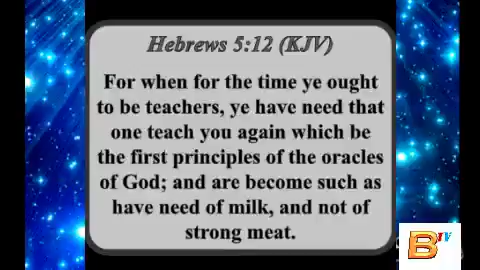 Hebrews 5:12 (KJV)
For when for the time ye ought
to be teachers, ye have need that
one teach you again which be
the first principles of the oracles
of God; and are become such as
have need of milk, and not of
strong meat.
B TV